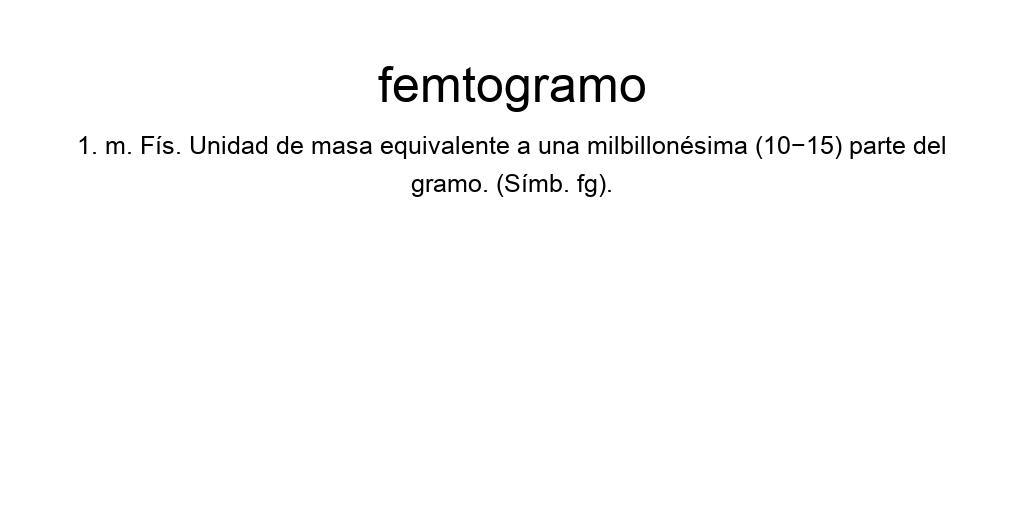 femtogramo
1. m. Fís. Unidad de masa equivalente a una milbillonésima (10−15) parte del
gramo. (Símb. fg).